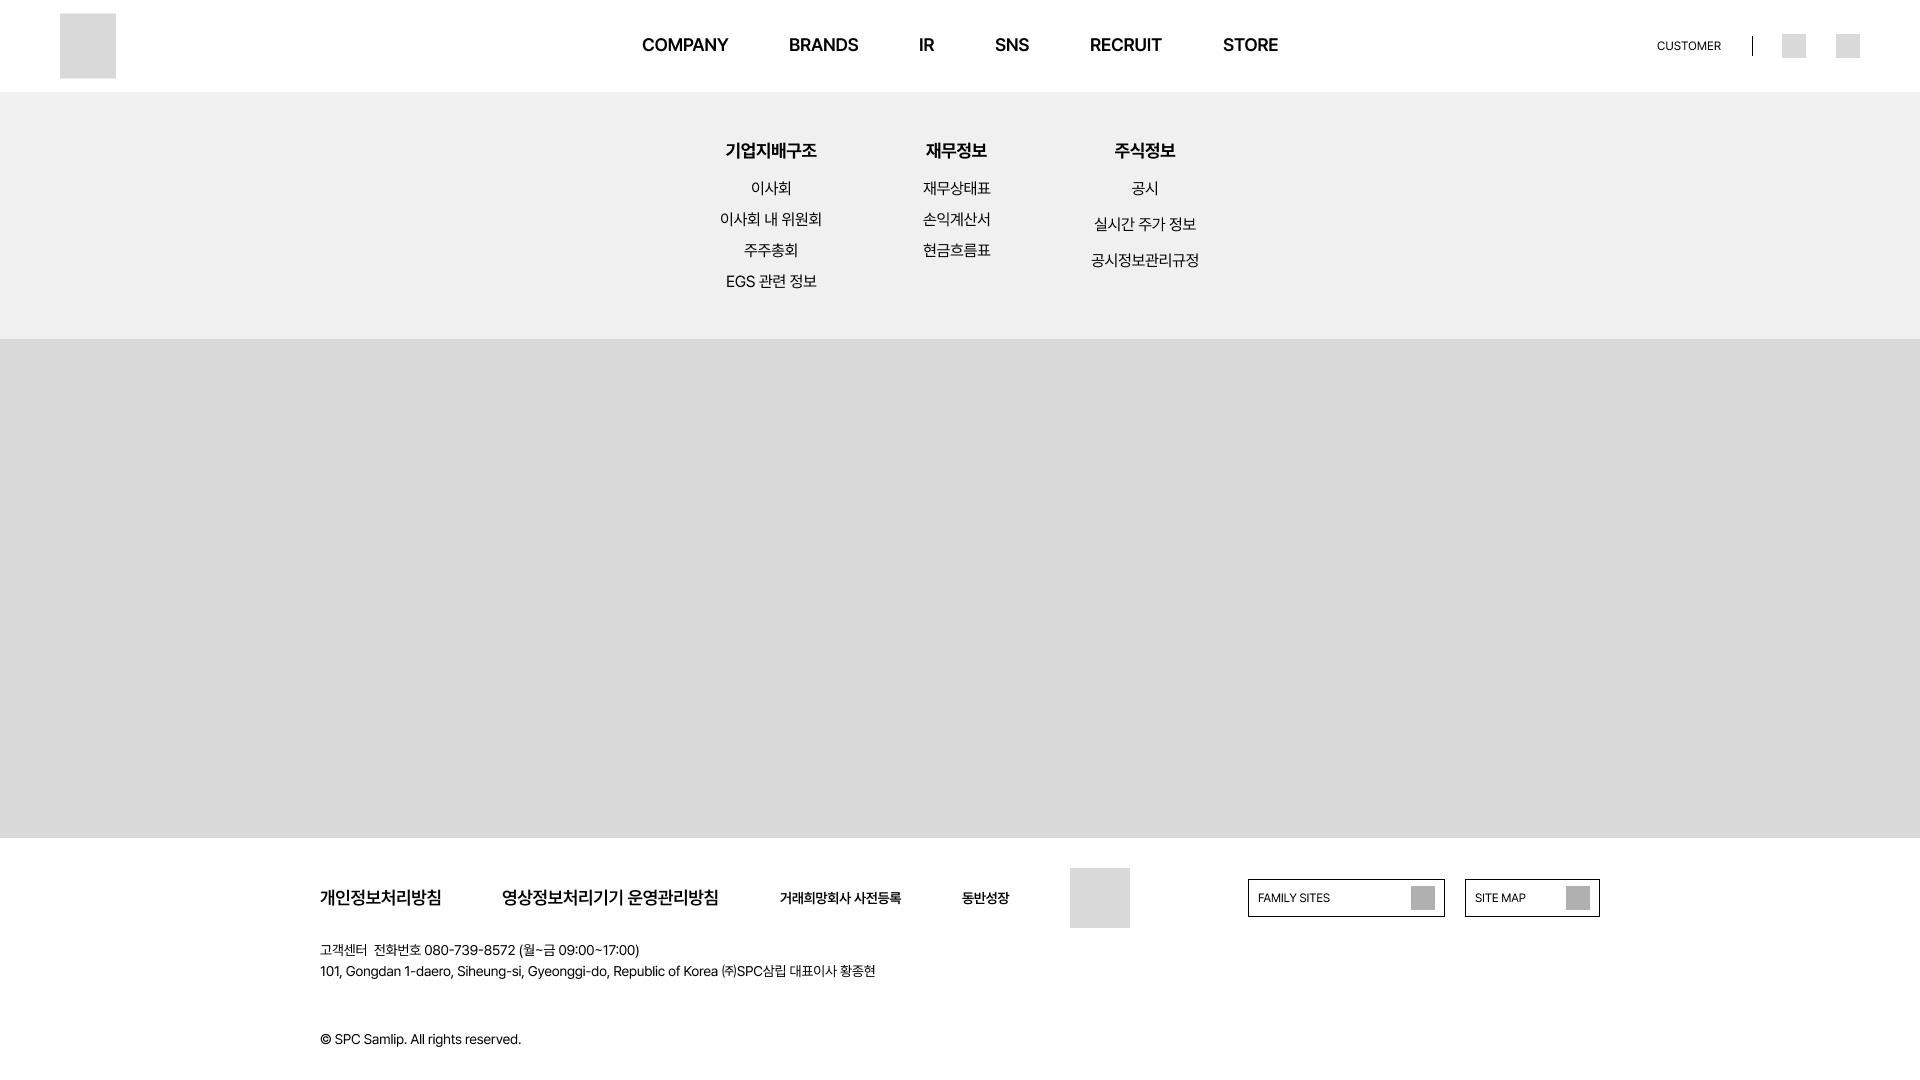 COMPANY BRANDS IR SNS RECRUIT STORE CUSTOMER
기업지배구조
이사회
이사회 내 위원회
주주총회
EGS 관련 정보
재무정보
재무상태표
손익계산서
현금흐름표
주식정보
공시
실시간 주가 정보
공시정보관리규정
개인정보처리방침 영상정보처리기기 운영관리방침 거래희망회사 사전등록 동반성장 FAMILY SITES SITE MAP
고객센터 전화번호 080-739-8572 (월~금 09:00~17:00)
101, Gongdan 1-daero, Siheung-si, Gyeonggi-do, Republic of Korea ㈜SPC삼립 대표이사 황종현
© SPC Samlip. All rights reserved.